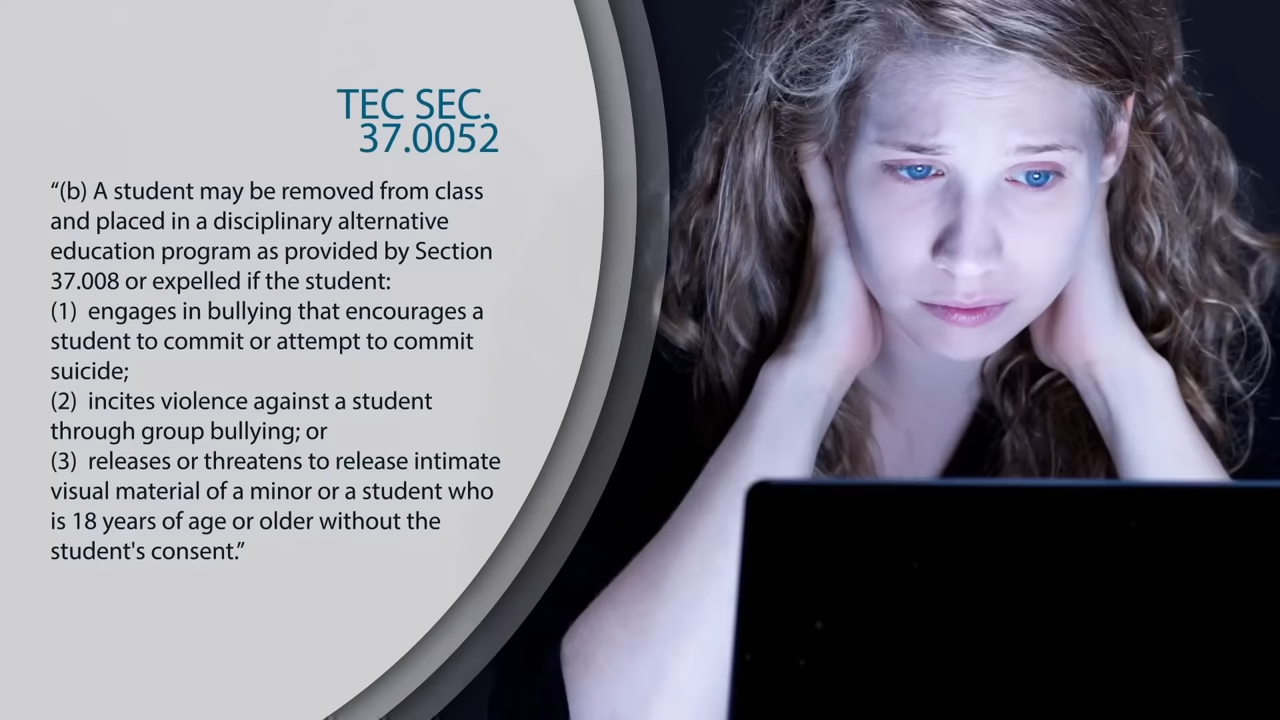 TEC SEC.
37.0052
“(b) A student may be removed from class
and placed in a disciplinary alternative
education program as provided by Section
37.008 or expelled if the student:
(1)  engages in bullying that encourages a
student to commit or attempt to commit
suicide;
(2)  incites violence against a student
through group bullying; or
(3)  releases or threatens to release intimate
visual material of a minor or a student who
is 18 years of age or older without the
student's consent.”